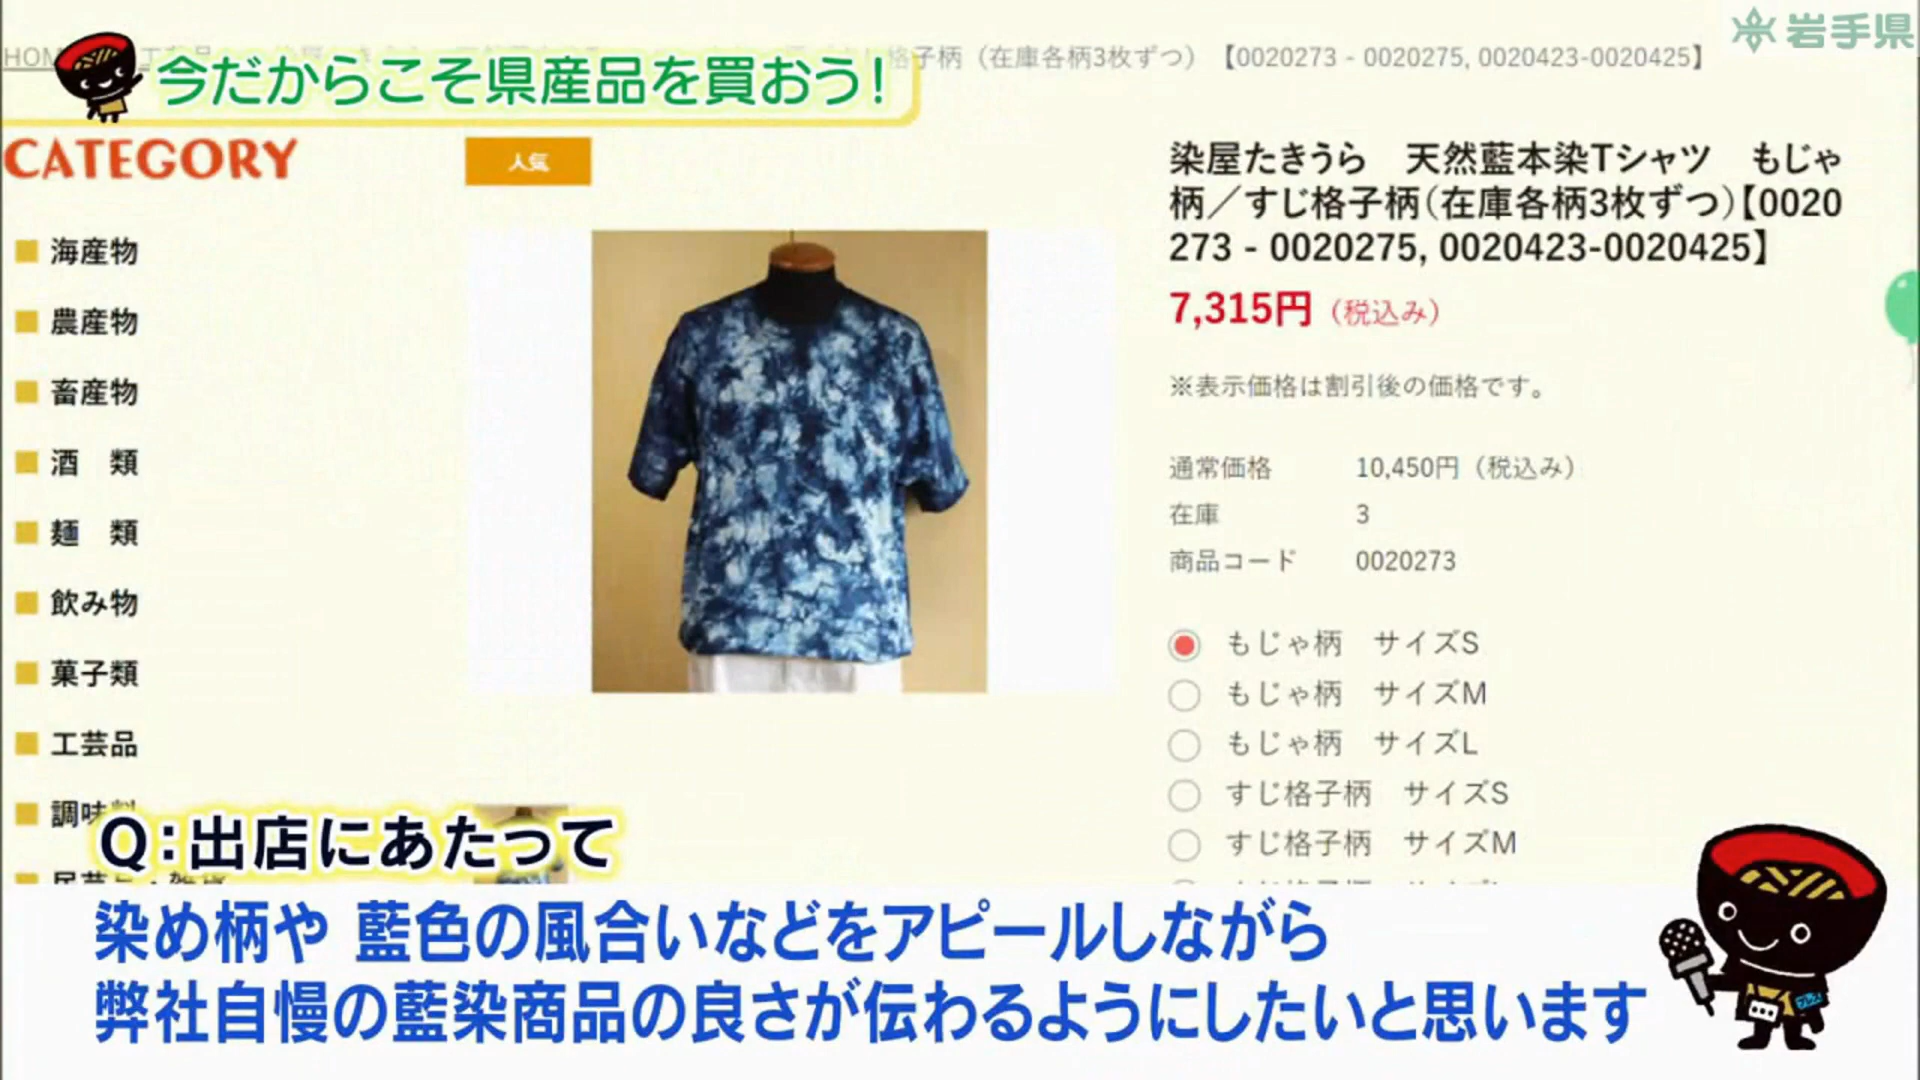 岩手県
HOM
格子柄（在庫各柄3枚ずつ）【0020273 - 0020275, 0020423-0020425】
今だからこそ県産品を買おう！
CATEGORY
海産物
農産物
畜産物
酒　類
麺　類
飲み物
菓子類
工芸品
調味料
人気
染屋たきうら　天然藍本染Tシャツ　もじゃ
柄／すじ格子柄（在庫各柄3枚ずつ）【0020
273 - 0020275, 0020423-0020425】
7,315円（税込み）
※表示価格は割引後の価格です。
通常価格　10,450円（税込み）
在庫　3
商品コード　0020273
もじゃ柄　サイズS
もじゃ柄　サイズM
もじゃ柄　サイズL
すじ格子柄　サイズS
すじ格子柄　サイズM
Q：出店にあたって
染め柄や 藍色の風合いなどをアピールしながら
弊社自慢の藍染商品の良さが伝わるようにしたいと思います
プレス